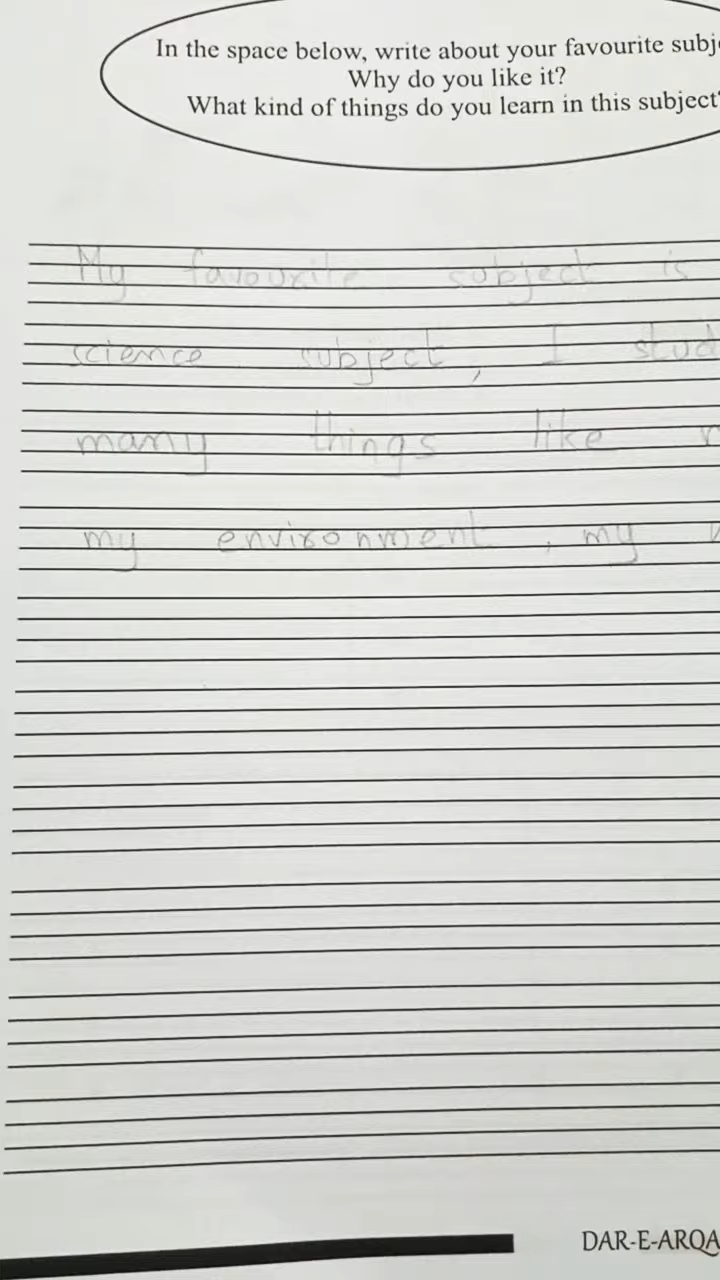 In the space below, write about your favourite subje
Why do you like it?
What kind of things do you learn in this subject?
My favourite subject is
science subject, I stud
many things like
my environment, my
DAR-E-ARQA